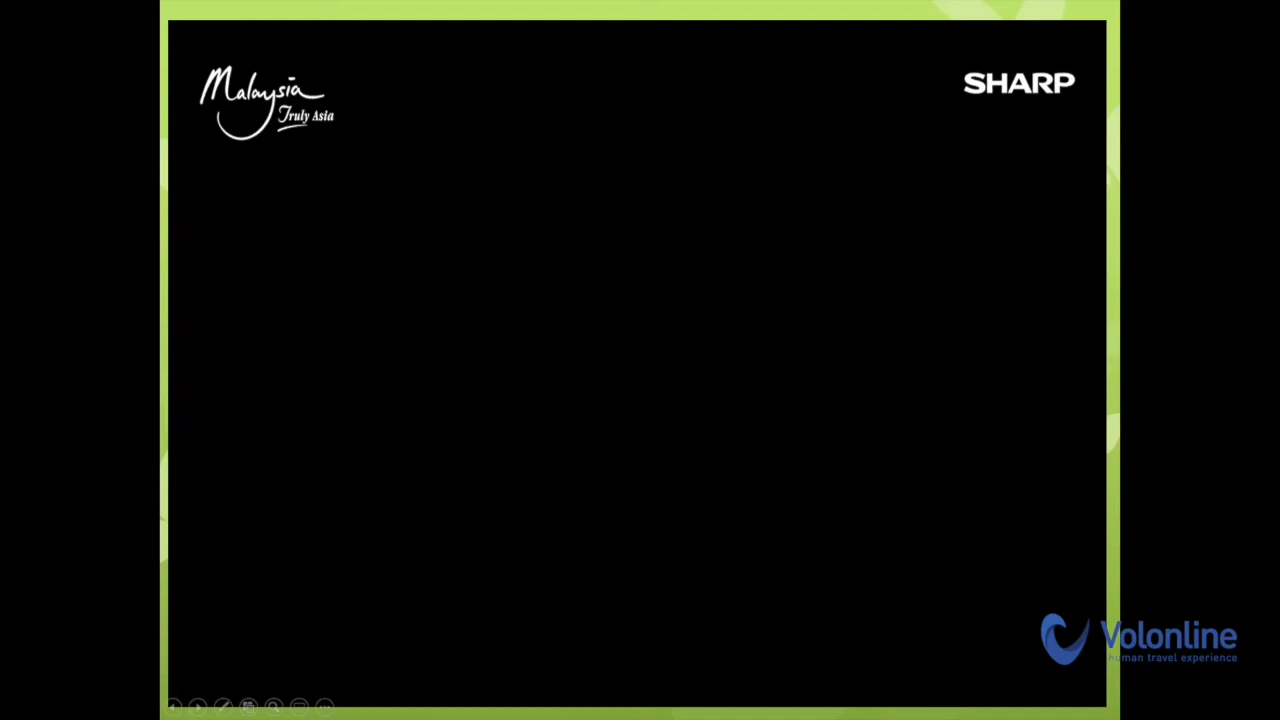 Malaysia
Truly Asia
SHARP
Volonline
human travel experience